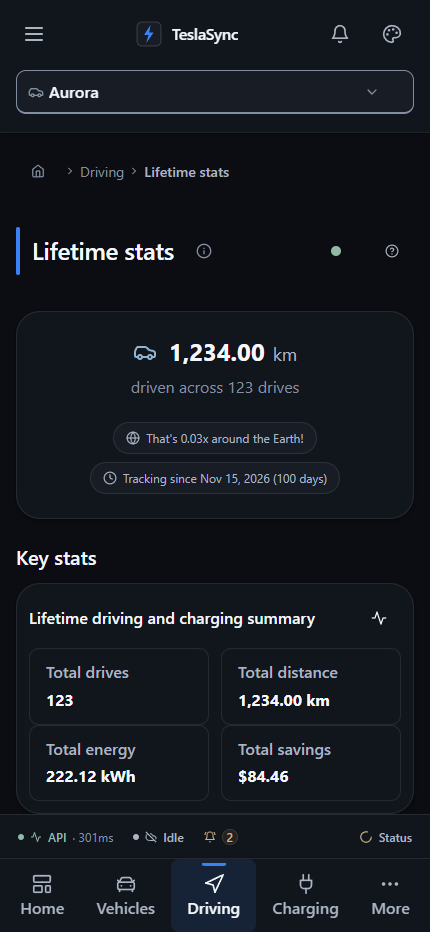 TeslaSync
Aurora
Driving
Lifetime stats
Lifetime stats
1,234.00 km
driven across 123 drives
That's 0.03x around the Earth!
Tracking since Nov 15, 2026 (100 days)
Key stats
Lifetime driving and charging summary
Total drives
123
Total distance
1,234.00 km
Total energy
222.12 kWh
Total savings
$84.46
API · 301ms
Idle
2
Status
Home
Vehicles
Driving
Charging
More